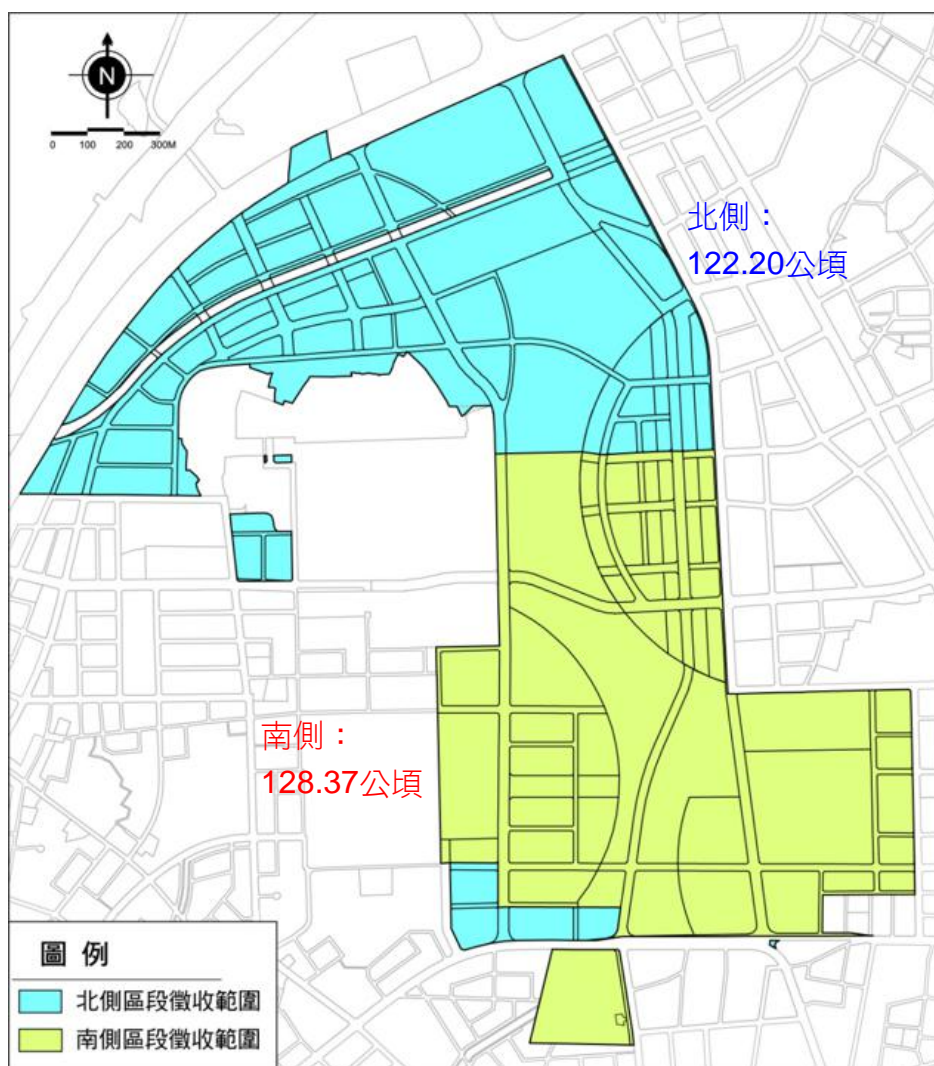 N
0 100 200 300M
北側：
122.20公頃
南側：
128.37公頃
圖 例
北側區段徵收範圍
南側區段徵收範圍